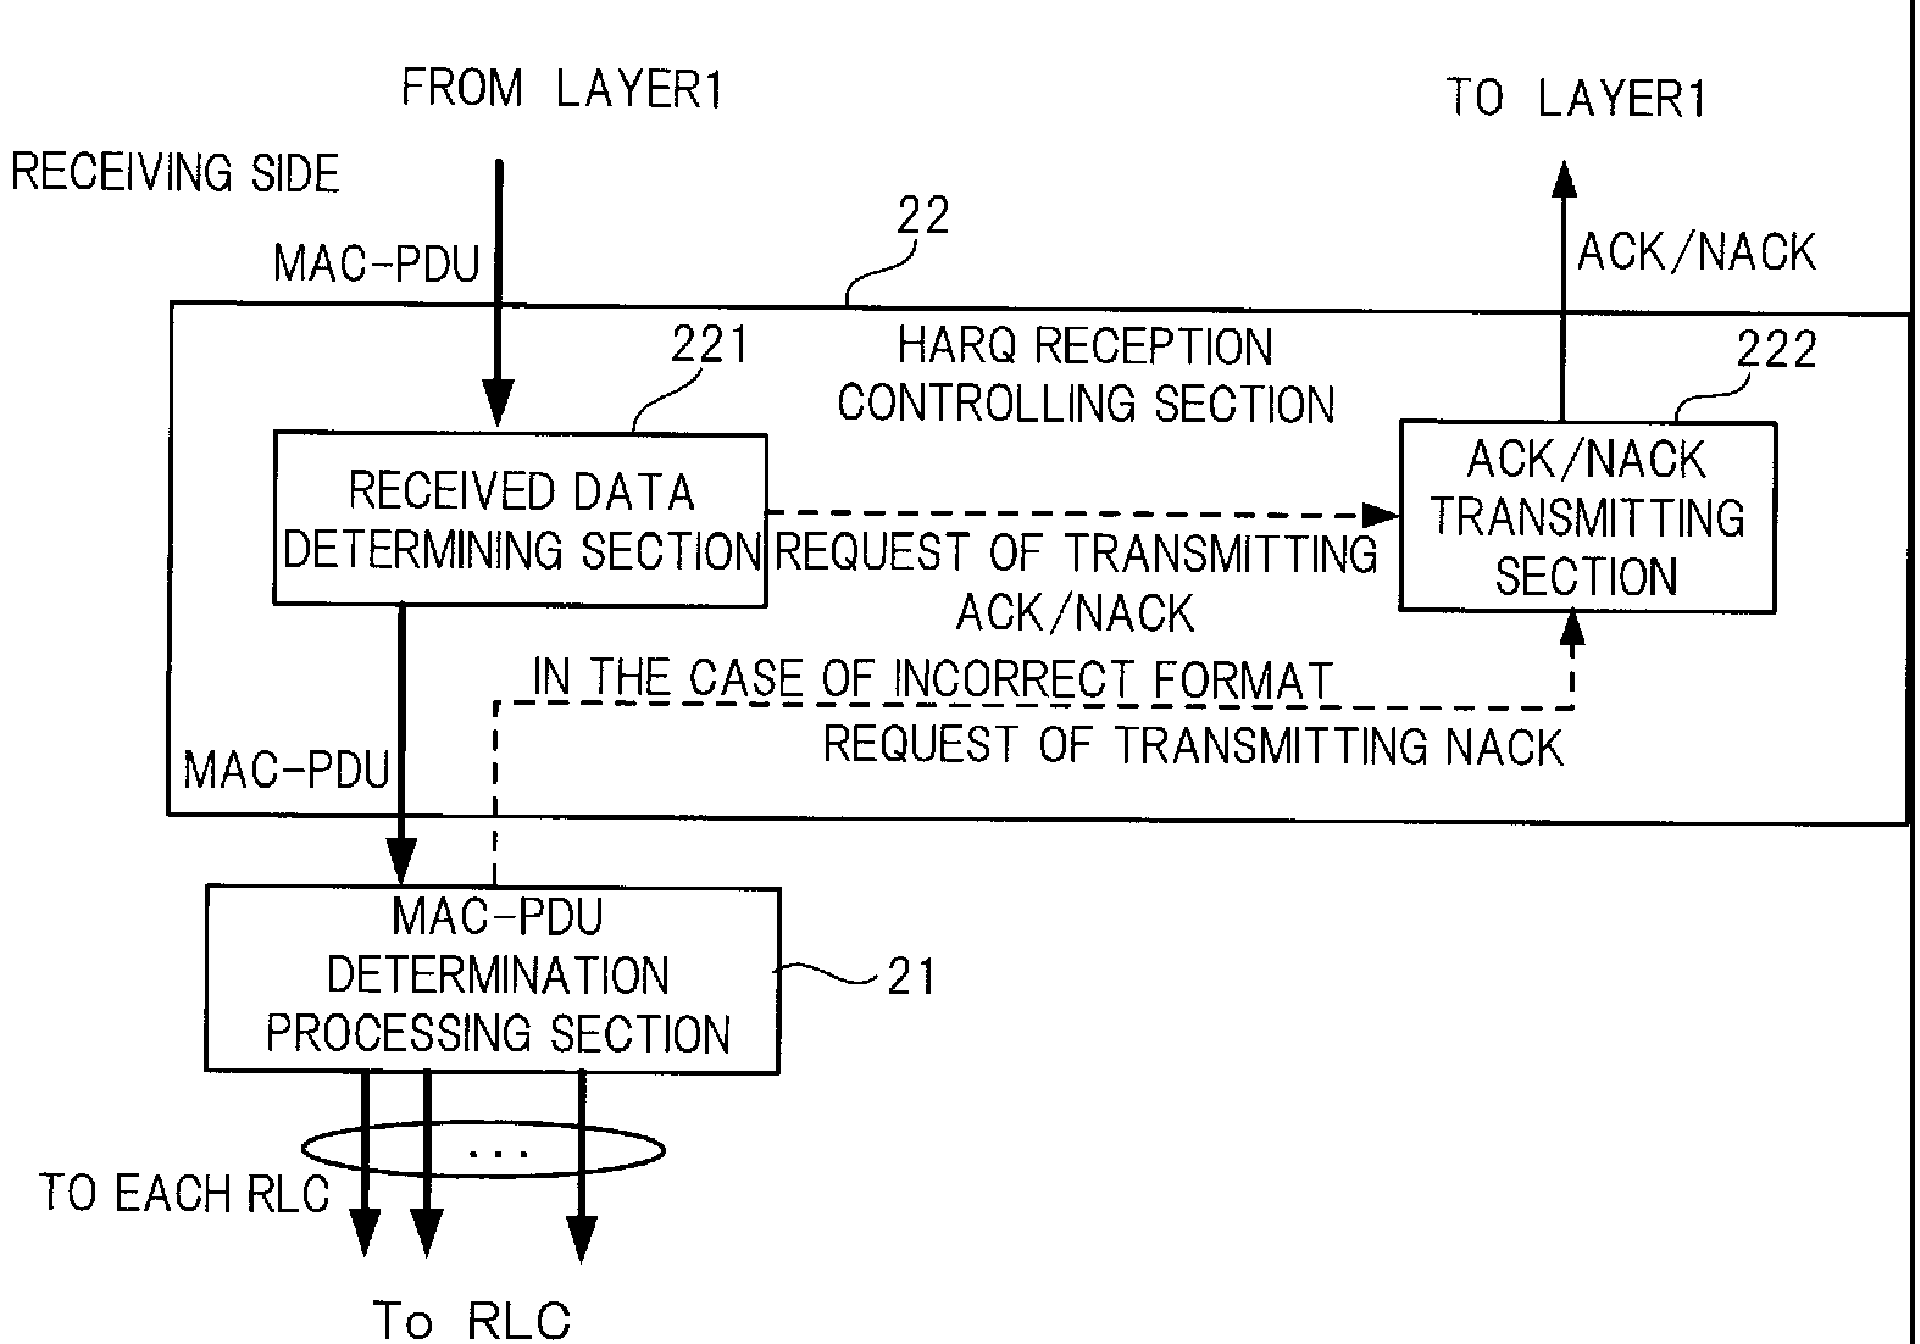 FROM LAYER1
TO LAYER1
RECEIVING SIDE
22
MAC-PDU
ACK/NACK
221
HARQ RECEPTION
CONTROLLING SECTION
222
RECEIVED DATA
DETERMINING SECTION
ACK/NACK
TRANSMITTING
SECTION
REQUEST OF TRANSMITTING
ACK/NACK
IN THE CASE OF INCORRECT FORMAT
REQUEST OF TRANSMITTING NACK
MAC-PDU
MAC-PDU
DETERMINATION
PROCESSING SECTION
21
...
TO EACH RLC
To RLC